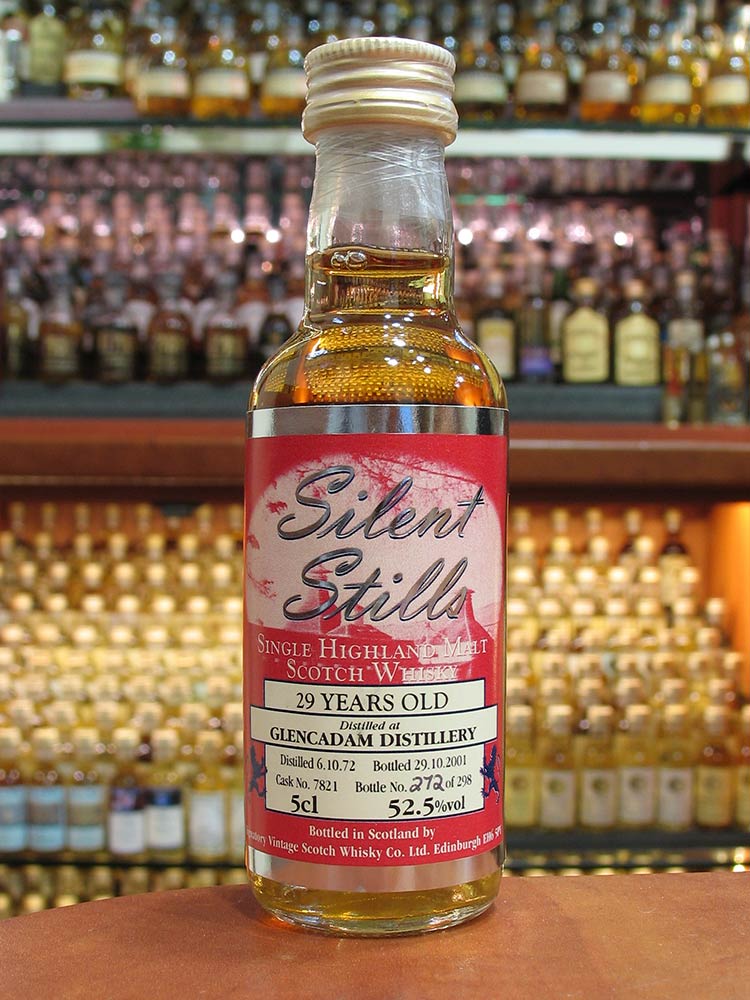 Silent
Stills
SINGLE HIGHLAND MALT
SCOTCH WHISKY
29 YEARS OLD
Distilled at
GLENCADAM DISTILLERY
Distilled 6.10.72 Bottled 29.10.2001
Cask No. 7821 Bottle No. 272 of 298
5cl 52.5%vol
Bottled in Scotland by
Vintage Scotch Whisky Co. Ltd. Edinburgh EH6